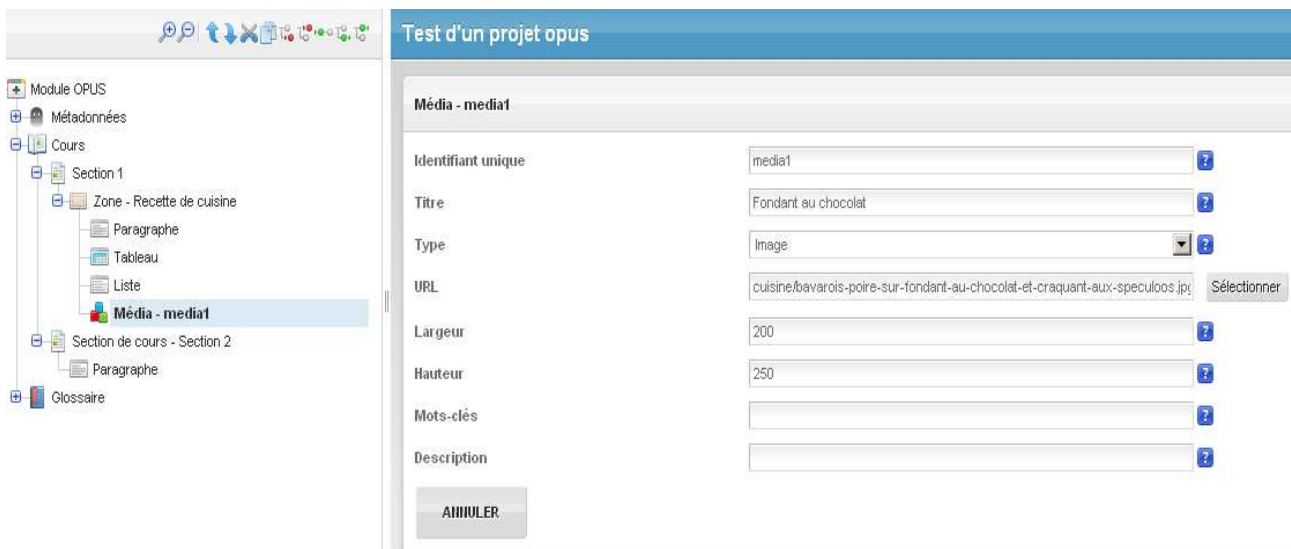 Test d'un projet opus
Module OPUS
Métadonnées
Cours
Section 1
Zone - Recette de cuisine
Paragraphe
Tableau
Liste
Média - media1
Section de cours - Section 2
Paragraphe
Glossaire
Média - media1
Identifiant unique media1 ?
Titre Fondant au chocolat ?
Type Image ?
URL cuisine/bavarois-poire-sur-fondant-au-chocolat-et-craquant-aux-speculoos.jpg Sélectionner
Largeur 200 ?
Hauteur 250 ?
Mots-clés ?
Description ?
ANNULER